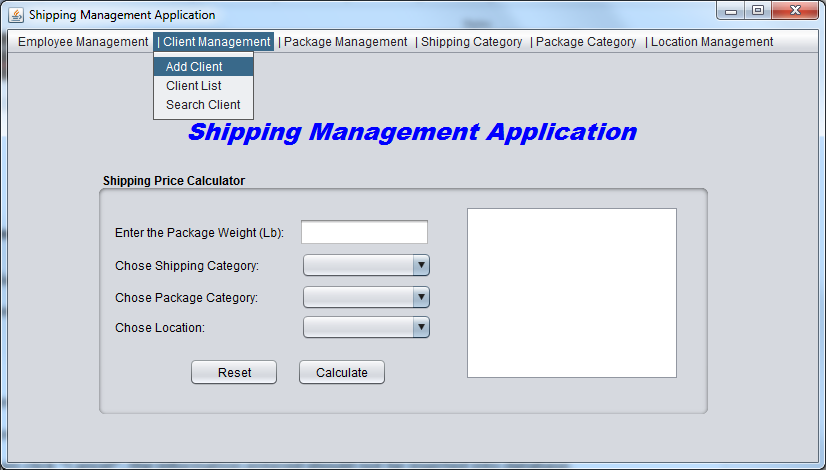 Shipping Management Application
Employee Management | Client Management | Package Management | Shipping Category | Package Category | Location Management
Add Client
Client List
Search Client
Shipping Management Application
Shipping Price Calculator
Enter the Package Weight (Lb):
Chose Shipping Category:
Chose Package Category:
Chose Location:
Reset Calculate